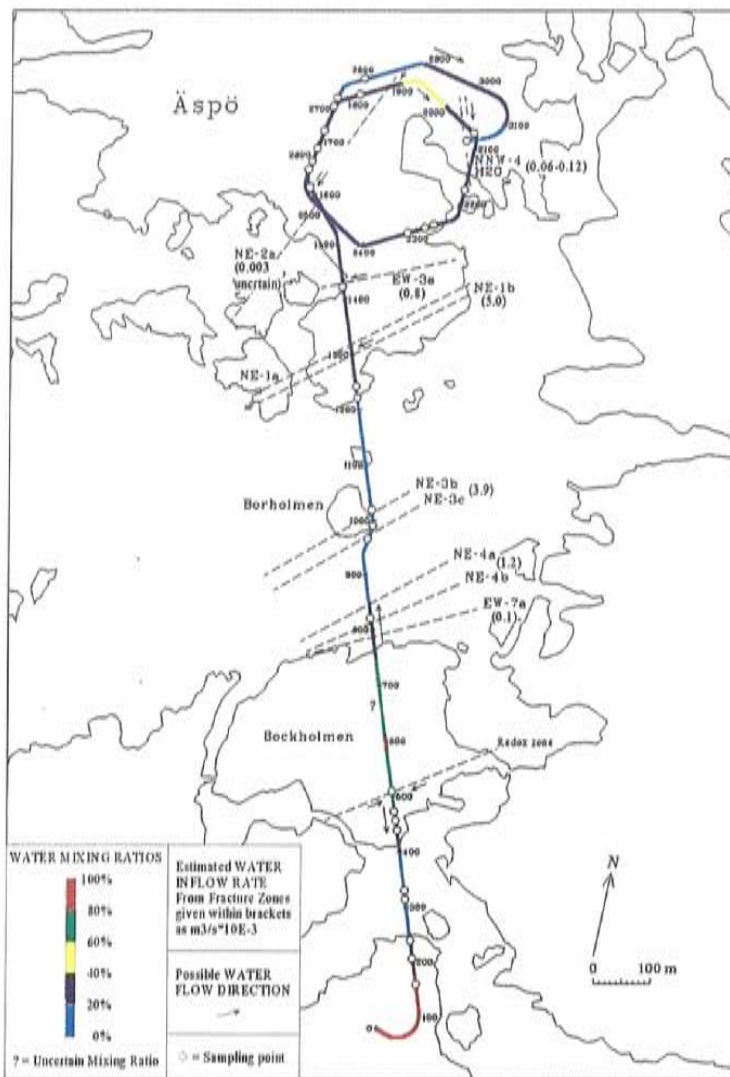 Äspö
2800
2900
3000
1900
1800
2700
2000
3100
2100
1700
NNW-4 (0.06-0.12)
H2O
2600
1600
2500
2200
2300
1500
2400
NE-2a
(0.003
uncertain)
EW-3a
(0.8)
NE-1b
(5.0)
1400
1300
NE-1a
1200
1100
NE-3b (3.9)
NE-3c
Borholmen
1000
900
NE-4a
(1.2)
NE-4b
EW-7a
(0.1)
800
700
?
Bockholmen
600
Redox zone
400
300
200
100
0
WATER MIXING RATIOS
100%
80%
60%
40%
20%
0%
? = Uncertain Mixing Ratio
Estimated WATER
INFLOW RATE
From Fracture Zones
given within brackets
as m3/s*10E-3
Possible WATER
FLOW DIRECTION
= Sampling point
N
0 100 m